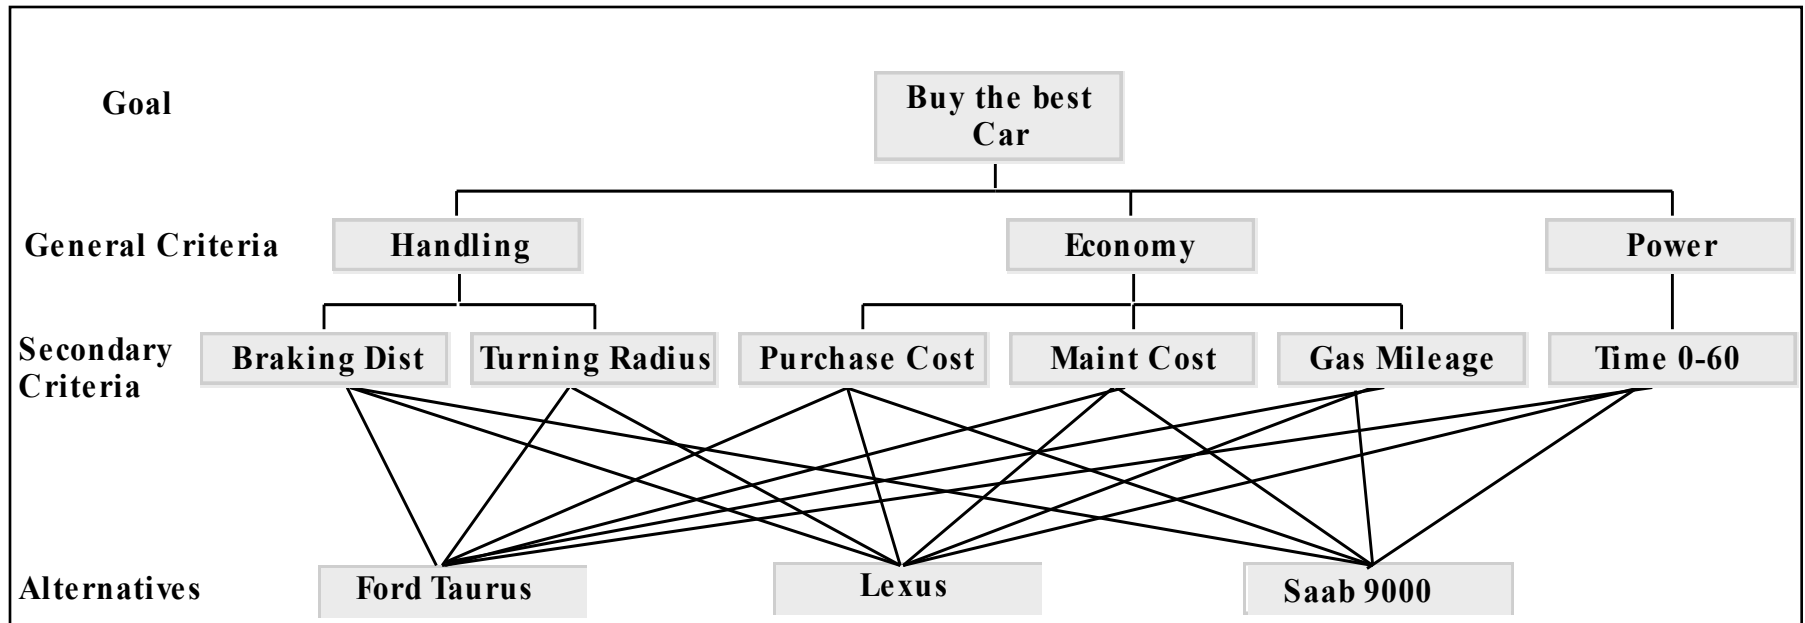 Goal
Buy the best
Car
General Criteria
Handling
Economy
Power
Secondary
Criteria
Braking Dist
Turning Radius
Purchase Cost
Maint Cost
Gas Mileage
Time 0-60
Alternatives
Ford Taurus
Lexus
Saab 9000